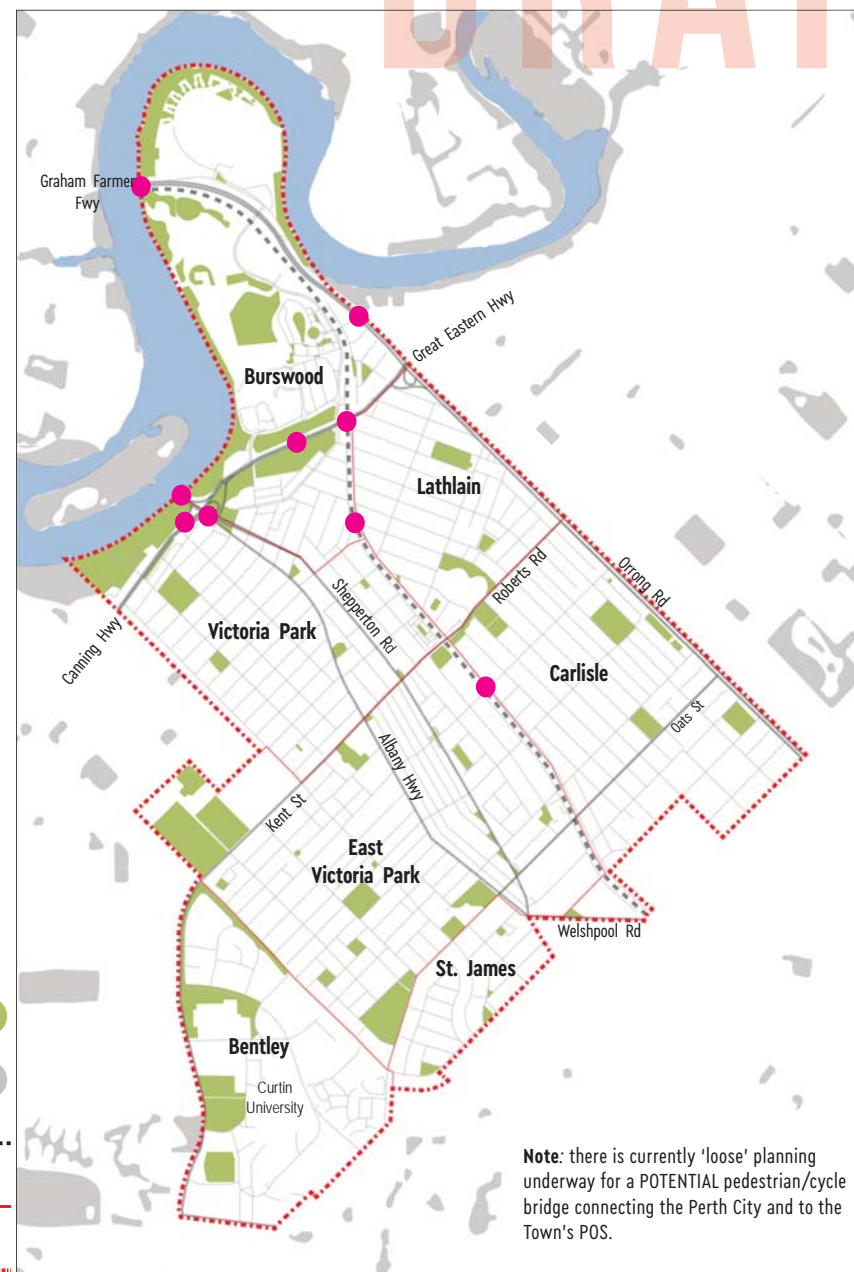 DRA
Graham Farmer
Fwy
Great Eastern Hwy
Burswood
Lathlain
Roberts Rd
Orrong Rd
Shepperton Rd
Victoria Park
Canning Hwy
Carlisle
Oats St
Albany Hwy
Kent St
East
Victoria Park
Welshpool Rd
St. James
Bentley
Curtin
University
Note: there is currently 'loose' planning
underway for a POTENTIAL pedestrian/cycle
bridge connecting the Perth City and to the
Town's POS.